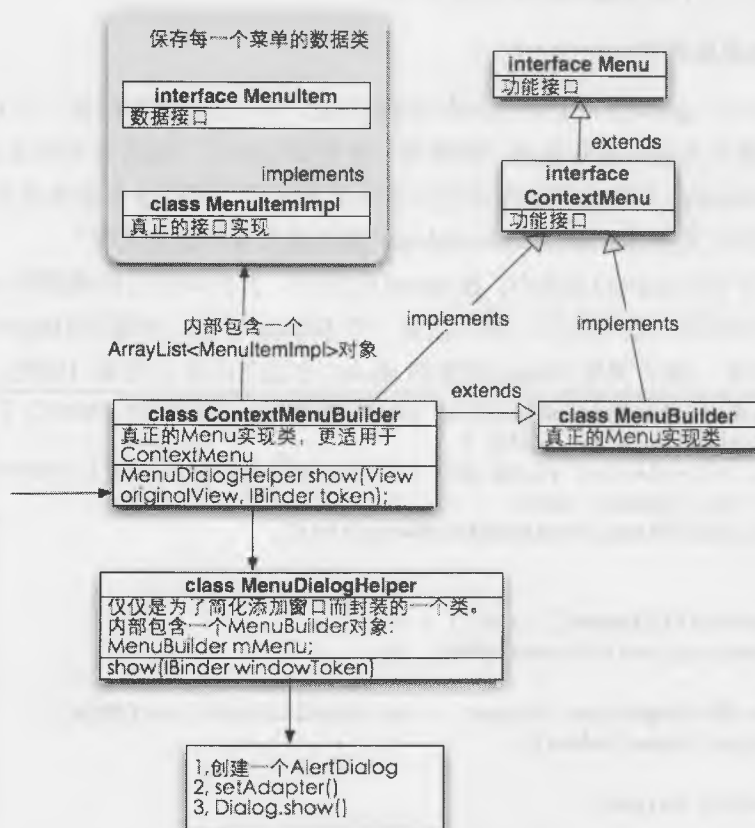 保存每一个菜单的数据类
interface MenuItem
数据接口
implements
class MenuItemImpl
真正的接口实现
interface Menu
功能接口
extends
interface
ContextMenu
功能接口
内部包含一个
ArrayList<MenuItemImpl>对象
implements
implements
class ContextMenuBuilder
真正的Menu实现类，更适用于
ContextMenu
MenuDialogHelper show(View
originalView, IBinder token);
extends
class MenuBuilder
真正的Menu实现类
class MenuDialogHelper
仅仅是为了简化添加窗口而封装的一个类。
内部包含一个MenuBuilder对象:
MenuBuilder mMenu;
show(IBinder windowToken)
1,创建一个AlertDialog
2, setAdapter()
3, Dialog.show()